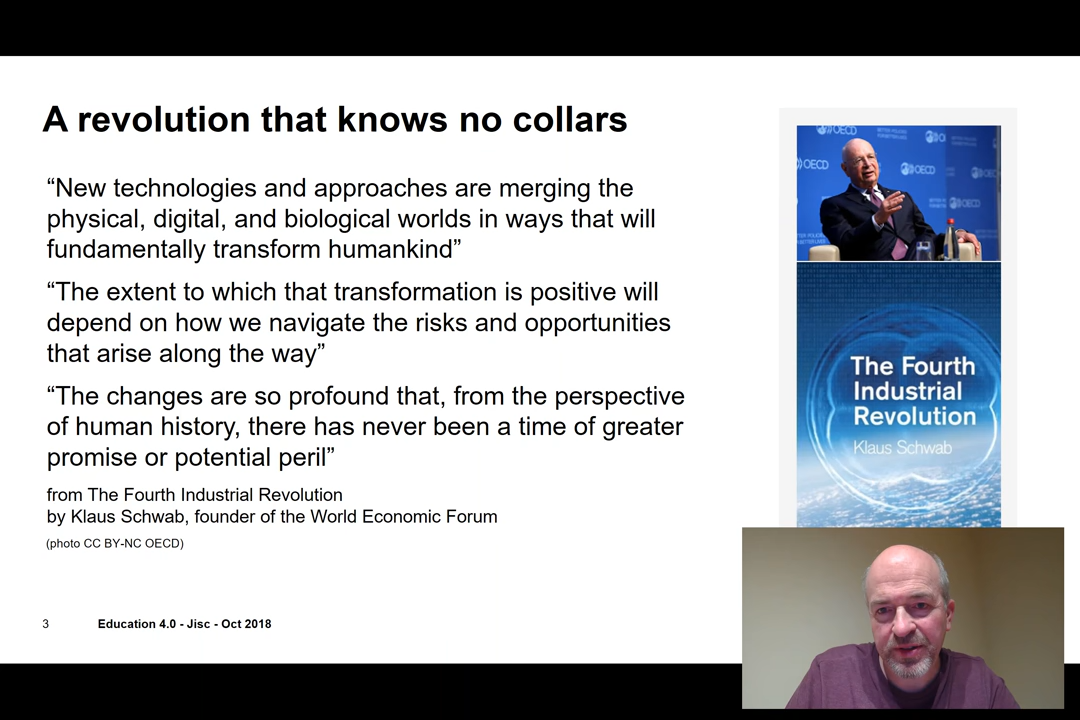 A revolution that knows no collars
“New technologies and approaches are merging the
physical, digital, and biological worlds in ways that will
fundamentally transform humankind”
“The extent to which that transformation is positive will
depend on how we navigate the risks and opportunities
that arise along the way”
“The changes are so profound that, from the perspective
of human history, there has never been a time of greater
promise or potential peril”
from The Fourth Industrial Revolution
by Klaus Schwab, founder of the World Economic Forum
(photo CC BY-NC OECD)
3 Education 4.0 - Jisc - Oct 2018
OECD
OECD
OECD
OECD
The Fourth
Industrial
Revolution
Klaus Schwab